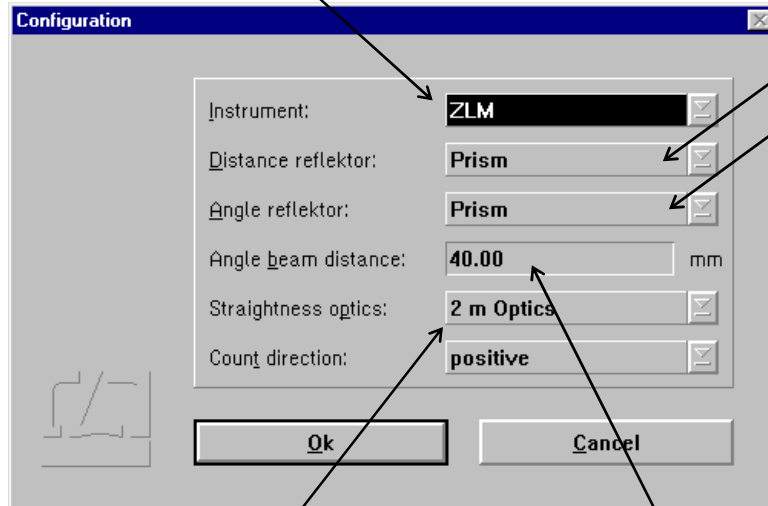 Configuration
Instrument: ZLM
Distance reflektor: Prism
Angle reflektor: Prism
Angle beam distance: 40.00 mm
Straightness optics: 2 m Optics
Count direction: positive
Ok Cancel